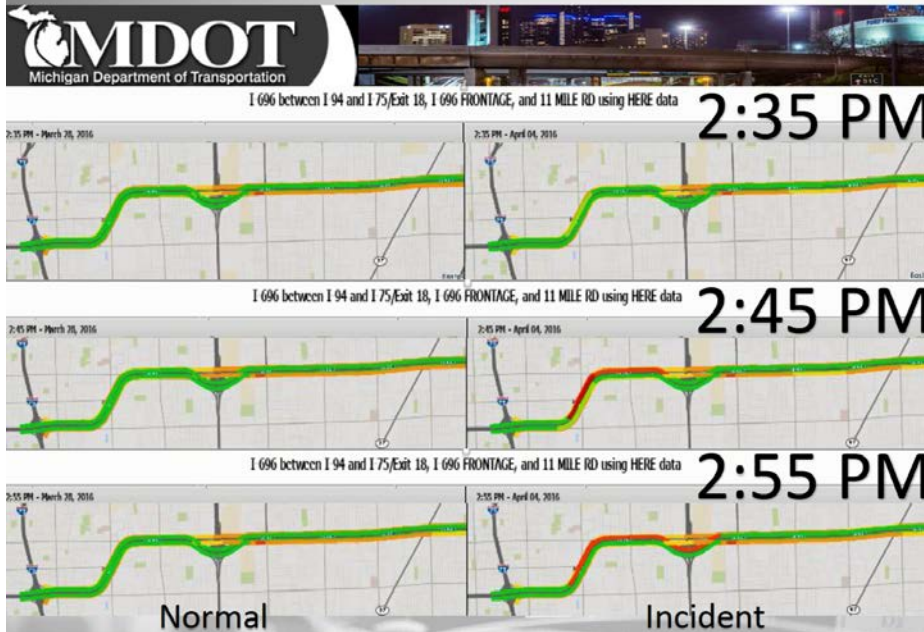 MDOT
Michigan Department of Transportation
I 696 between I 94 and I 75/Exit 18, I 696 FRONTAGE, and 11 MILE RD using HERE data
2:35 PM
2:35 PM - March 28, 2016
2:35 PM - April 04, 2016
I 696 between I 94 and I 75/Exit 18, I 696 FRONTAGE, and 11 MILE RD using HERE data
2:45 PM
2:45 PM - March 28, 2016
2:45 PM - April 04, 2016
I 696 between I 94 and I 75/Exit 18, I 696 FRONTAGE, and 11 MILE RD using HERE data
2:55 PM
2:55 PM - March 28, 2016
2:55 PM - April 04, 2016
Normal
Incident